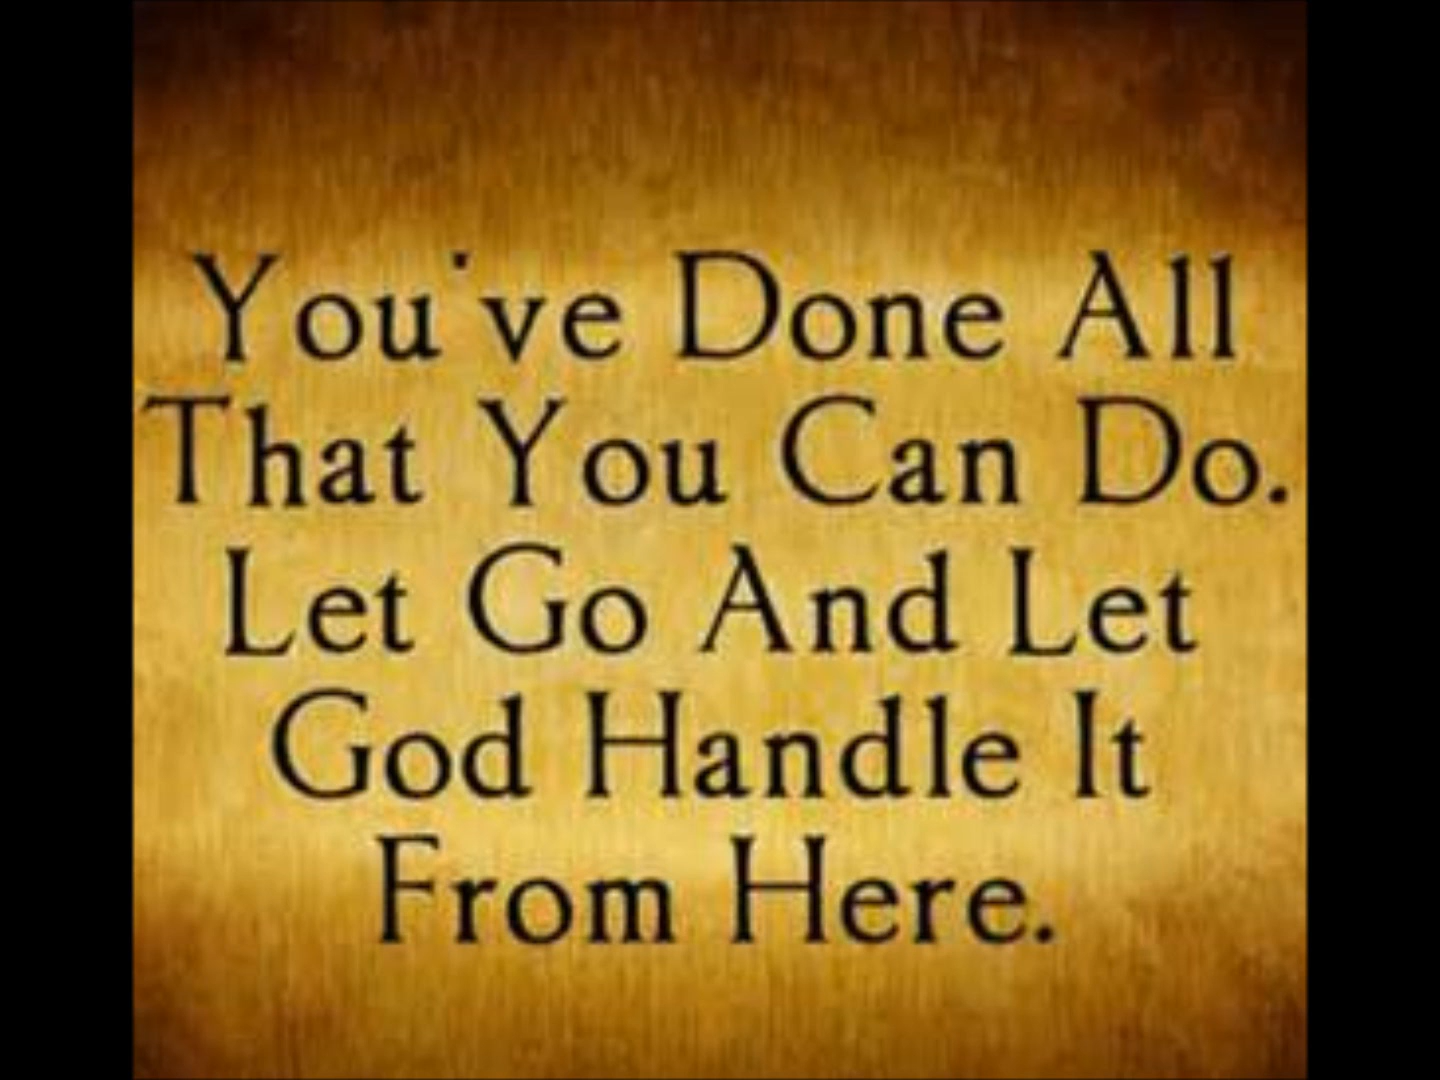 You've Done All
That You Can Do.
Let Go And Let
God Handle It
From Here.